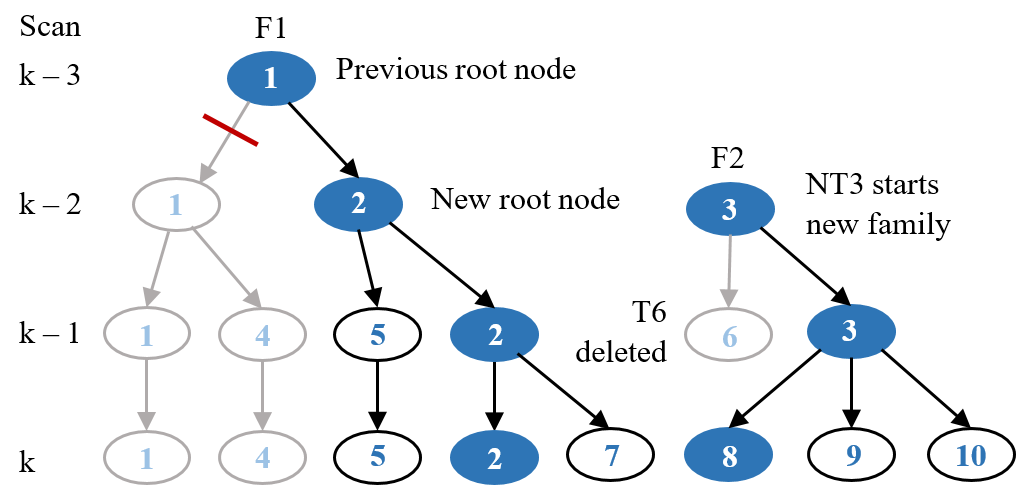 Scan
F1
k – 3
1
Previous root node
F2
k – 2
1
2
New root node
3
NT3 starts
new family
k – 1
1
4
5
2
T6
deleted
6
3
k
1
4
5
2
7
8
9
10